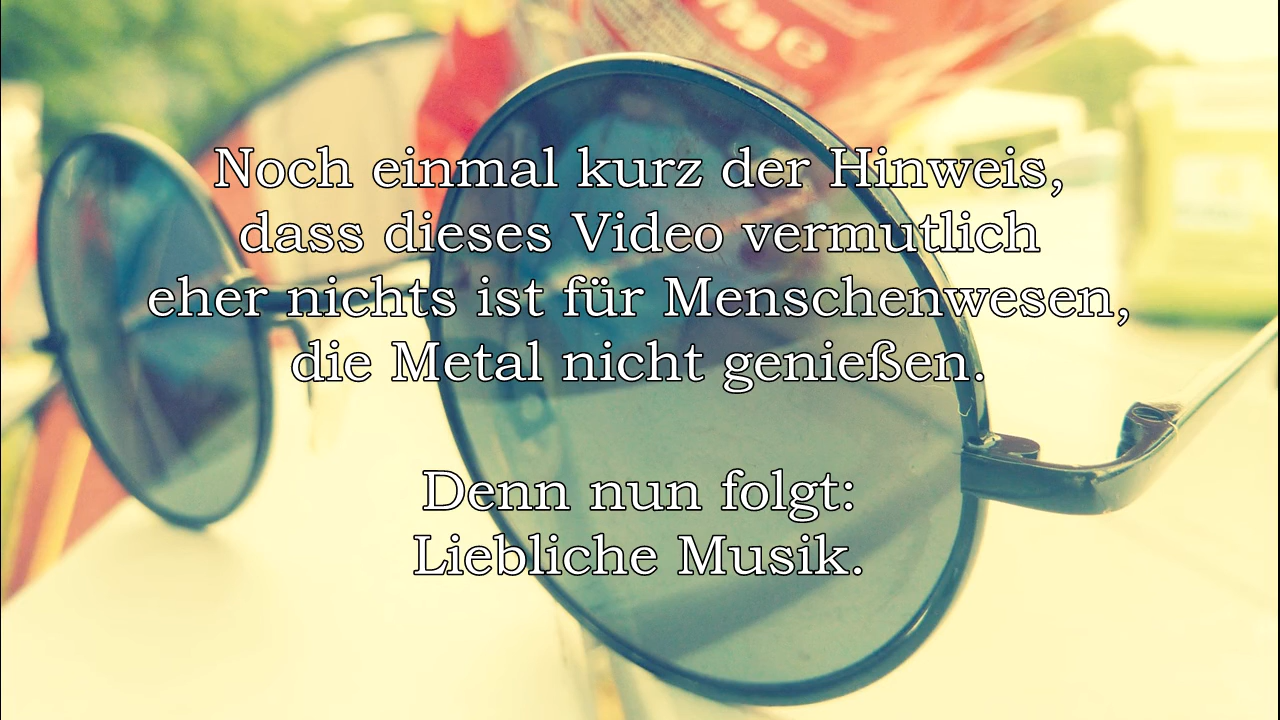 Noch einmal kurz der Hinweis,
dass dieses Video vermutlich
eher nichts ist für Menschenwesen,
die Metal nicht genießen.
Denn nun folgt:
Liebliche Musik.